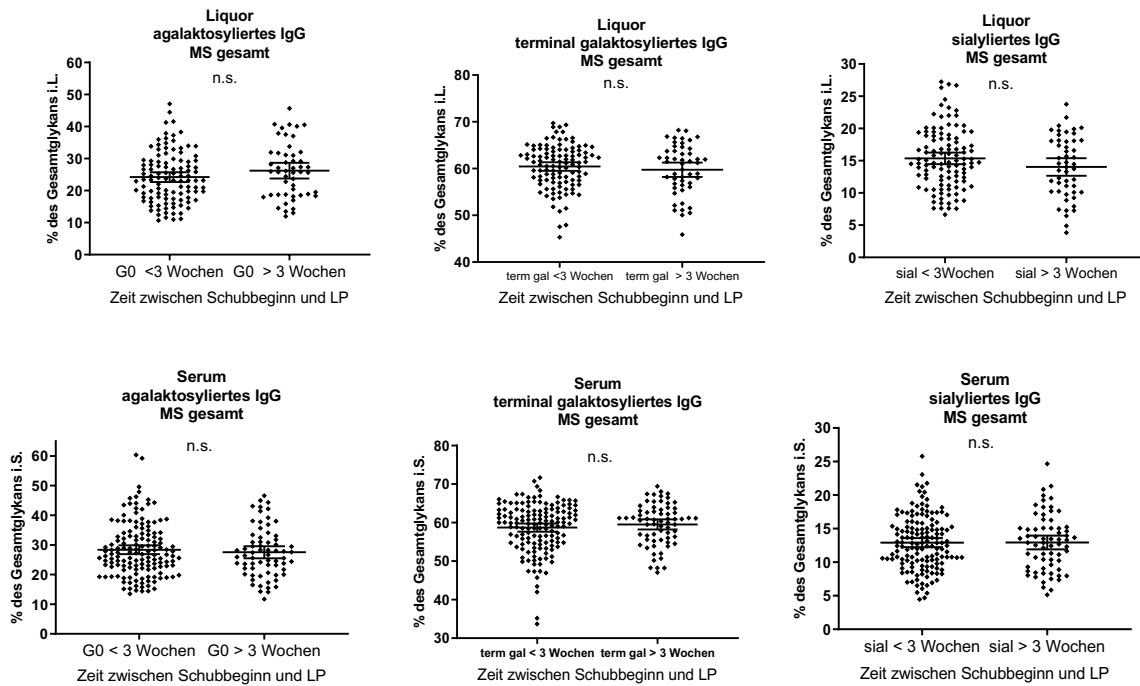 Liquor
agalaktosyliertes IgG
MS gesamt
n.s.
% des Gesamtglykans i.L.
60
50
40
30
20
10
0
G0 <3 Wochen G0 > 3 Wochen
Zeit zwischen Schubbeginn und LP
Liquor
terminal galaktosyliertes IgG
MS gesamt
n.s.
% des Gesamtglykans i.L.
80
70
60
50
40
term gal <3 Wochen term gal > 3 Wochen
Zeit zwischen Schubbeginn und LP
Liquor
sialyliertes IgG
MS gesamt
n.s.
% des Gesamtglykans i.L.
30
25
20
15
10
5
0
sial < 3Wochen sial > 3 Wochen
Zeit zwischen Schubbeginn und LP
Serum
agalaktosyliertes IgG
MS gesamt
n.s.
% des Gesamtglykans i.S.
60
50
40
30
20
10
0
G0 < 3 Wochen G0 > 3 Wochen
Zeit zwischen Schubbeginn und LP
Serum
terminal galaktosyliertes IgG
MS gesamt
n.s.
% des Gesamtglykans i.S.
80
70
60
50
40
30
term gal < 3 Wochen term gal > 3 Wochen
Zeit zwischen Schubbeginn und LP
Serum
sialyliertes IgG
MS gesamt
n.s.
% des Gesamtglykans i.S.
30
25
20
15
10
5
0
sial < 3 Wochen sial > 3 Wochen
Zeit zwischen Schubbeginn und LP